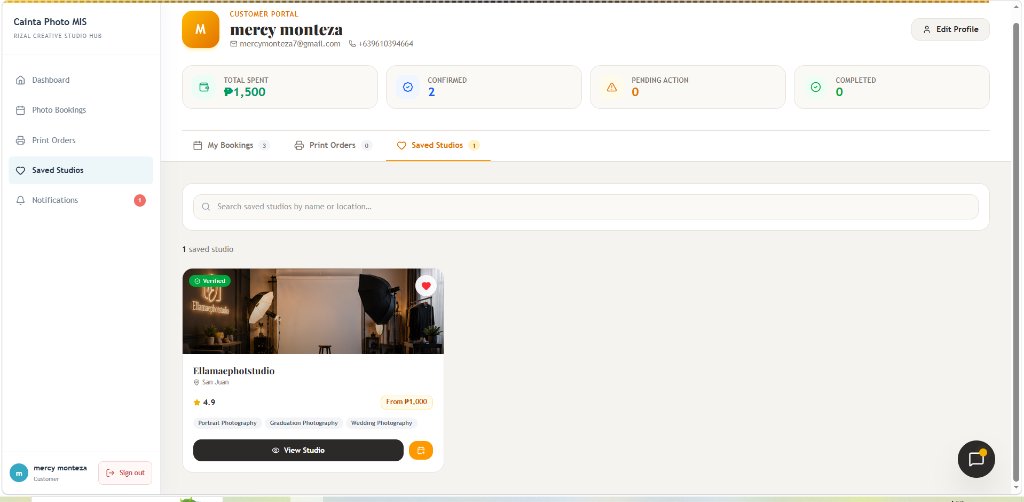 Cainta Photo MIS
RIZAL CREATIVE STUDIO HUB
Dashboard
Photo Bookings
Print Orders
Saved Studios
Notifications
1
m
mercy monteza
Customer
Sign out
M
CUSTOMER PORTAL
mercy monteza
mercymonteza7@gmail.com +639610394664
Edit Profile
TOTAL SPENT
₱1,500
CONFIRMED
2
PENDING ACTION
0
COMPLETED
0
My Bookings 3
Print Orders 0
Saved Studios 1
Search saved studios by name or location...
1 saved studio
Verified
Ellamaephotstudio
Ellamaephotstudio
San Juan
4.9
From ₱1,000
Portrait Photography Graduation Photography Wedding Photography
View Studio